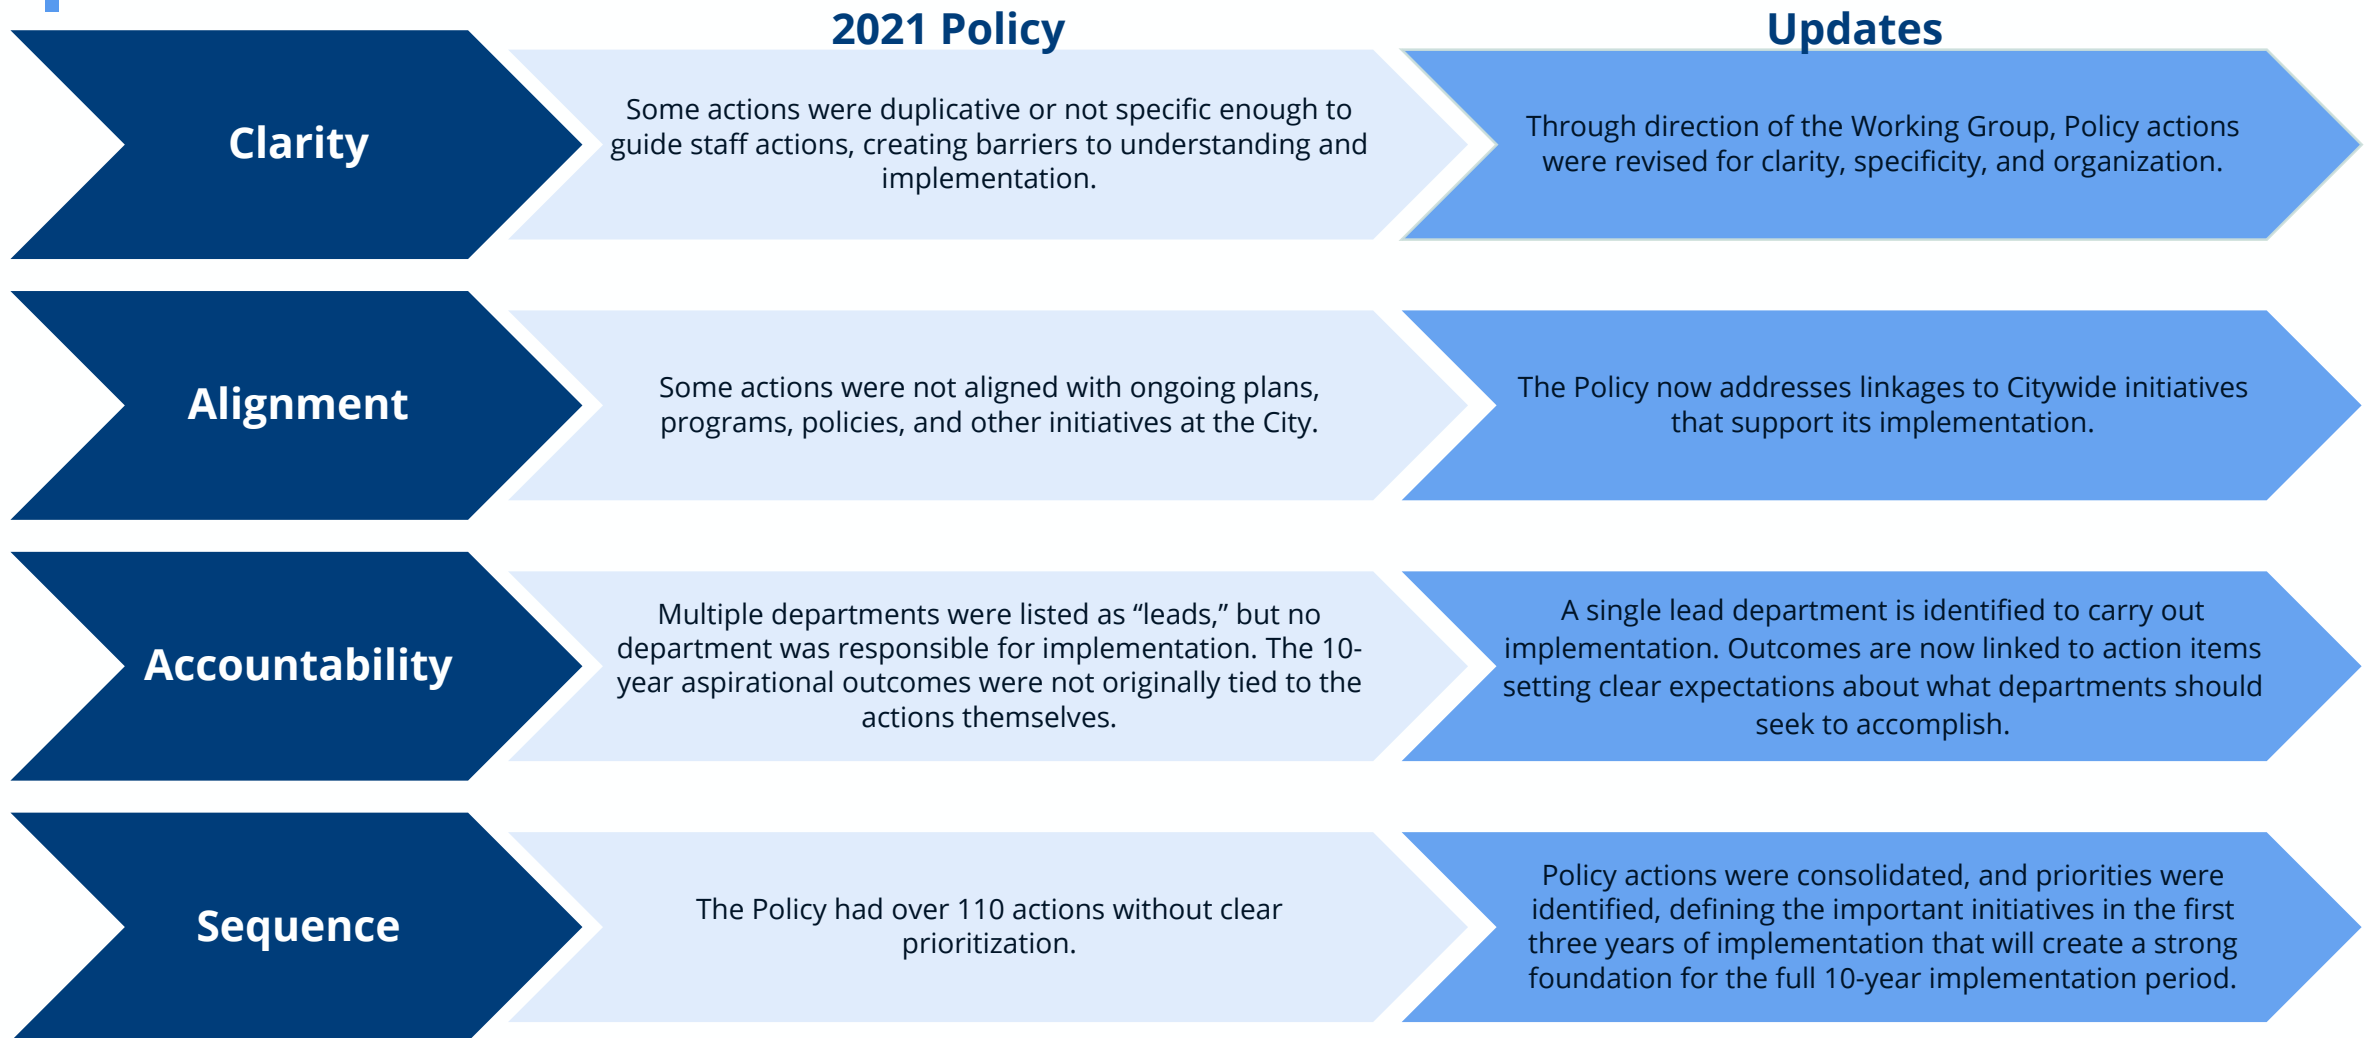 2021 Policy
Updates
Clarity
Some actions were duplicative or not specific enough to
guide staff actions, creating barriers to understanding and
implementation.
Through direction of the Working Group, Policy actions
were revised for clarity, specificity, and organization.
Alignment
Some actions were not aligned with ongoing plans,
programs, policies, and other initiatives at the City.
The Policy now addresses linkages to Citywide initiatives
that support its implementation.
Accountability
Multiple departments were listed as “leads,” but no
department was responsible for implementation. The 10-
year aspirational outcomes were not originally tied to the
actions themselves.
A single lead department is identified to carry out
implementation. Outcomes are now linked to action items
setting clear expectations about what departments should
seek to accomplish.
Sequence
The Policy had over 110 actions without clear
prioritization.
Policy actions were consolidated, and priorities were
identified, defining the important initiatives in the first
three years of implementation that will create a strong
foundation for the full 10-year implementation period.